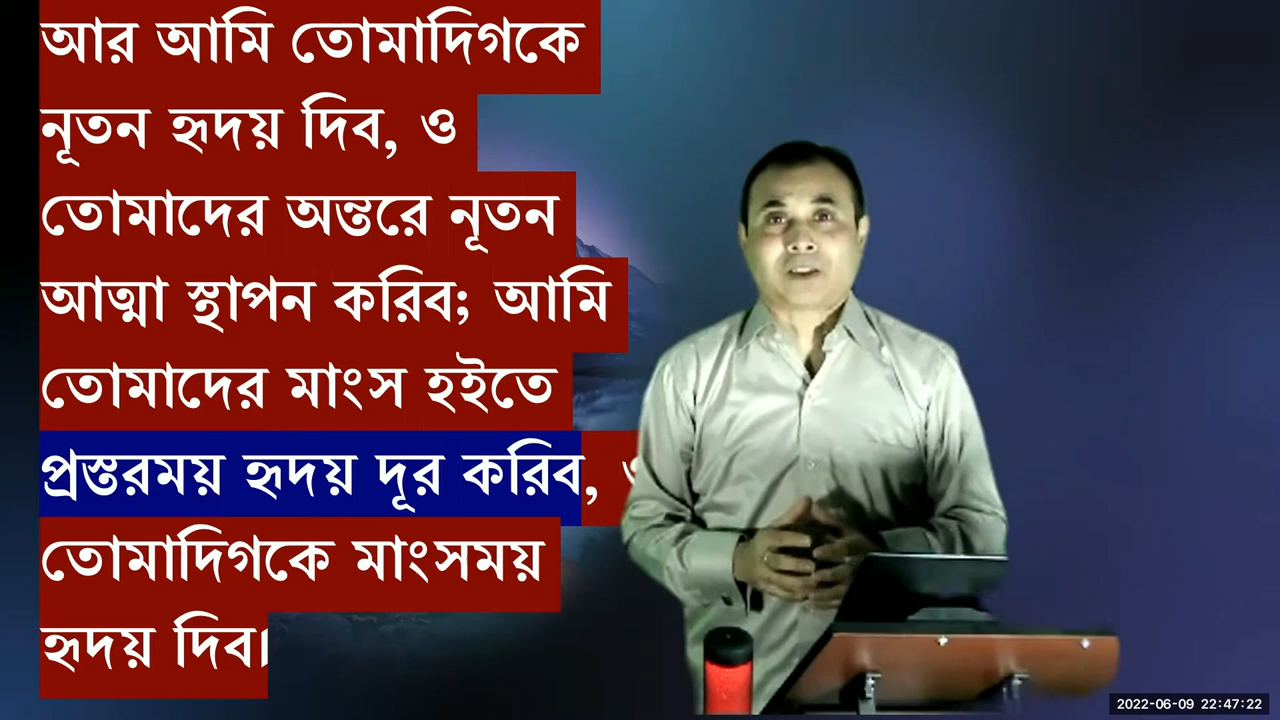 আর আমি তোমাদিগকে
নূতন হৃদয় দিব, ও
তোমাদের অন্তরে নূতন
আত্মা স্থাপন করিব; আমি
তোমাদের মাংস হইতে
প্রস্তরময় হৃদয় দূর করিব, ও
তোমাদিগকে মাংসময়
হৃদয় দিব।
2022-06-09 22:47:22